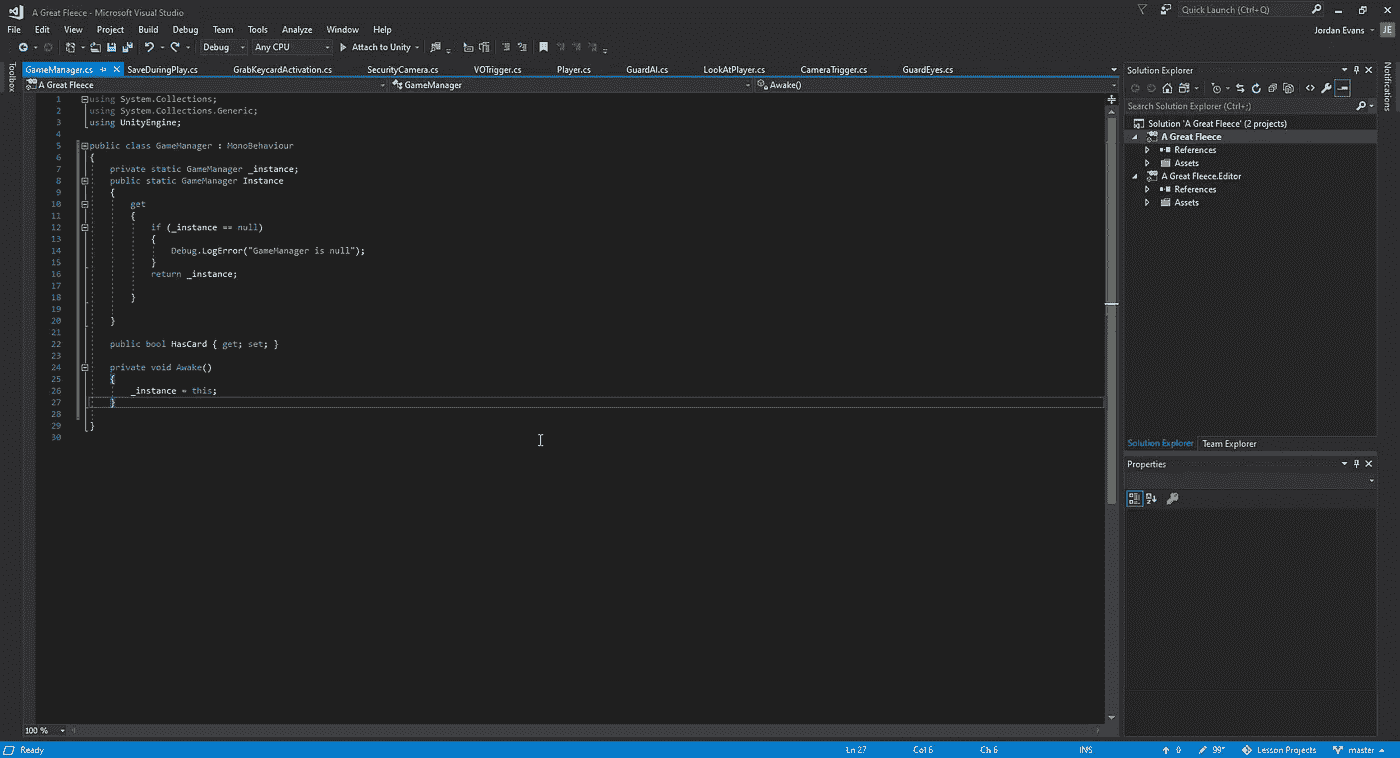 A Great Fleece - Microsoft Visual Studio
Quick Launch (Ctrl+Q)
File Edit View Project Build Debug Team Tools Analyze Window Help
Jordan Evans JE
Debug Any CPU Attach to Unity
Toolbox
GameManager.cs SaveDuringPlay.cs GrabKeycardActivation.cs SecurityCamera.cs VOTrigger.cs Player.cs GuardAI.cs LookAtPlayer.cs CameraTrigger.cs GuardEyes.cs
A Great Fleece GameManager Awake()
1 using System.Collections;
2 using System.Collections.Generic;
3 using UnityEngine;
4
5 public class GameManager : MonoBehaviour
6 {
7 private static GameManager _instance;
8 public static GameManager Instance
9 {
10 get
11 {
12 if (_instance == null)
13 {
14 Debug.LogError("GameManager is null");
15 }
16 return _instance;
17
18 }
19
20 }
21
22 public bool HasCard { get; set; }
23
24 private void Awake()
25 {
26 _instance = this;
27 }
28
29 }
30
100 %
Solution Explorer
Search Solution Explorer (Ctrl+;)
Solution 'A Great Fleece' (2 projects)
A Great Fleece
References
Assets
A Great Fleece.Editor
References
Assets
Solution Explorer Team Explorer
Properties
Notifications
Ready Ln 27 Col 6 Ch 6 INS 0 99* Lesson Projects master